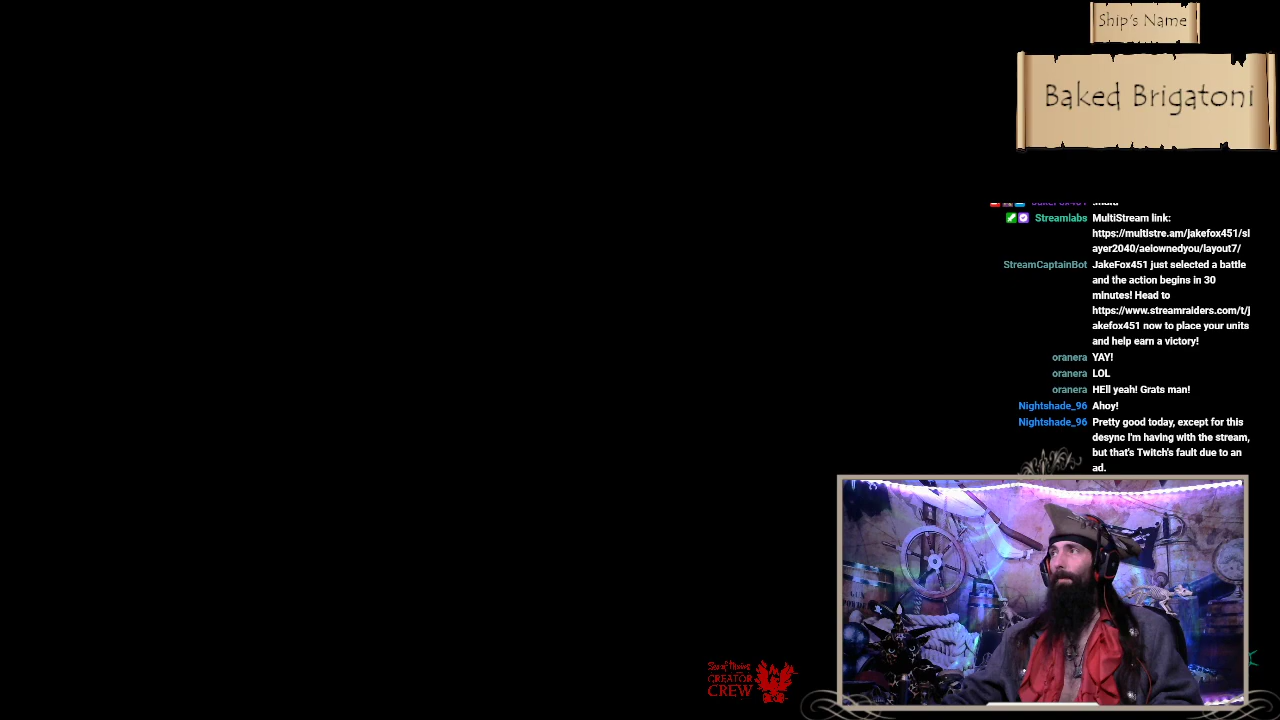 Ship's Name
Baked Brigatoni
Streamlabs MultiStream link:
https://multistre.am/jakefox451/sl
ayer2040/aelownedyou/layout7/
StreamCaptainBot JakeFox451 just selected a battle
and the action begins in 30
minutes! Head to
https://www.streamraiders.com/t/j
akefox451 now to place your units
and help earn a victory!
oranera YAY!
oranera LOL
oranera HEll yeah! Grats man!
Nightshade_96 Ahoy!
Nightshade_96 Pretty good today, except for this
desync I'm having with the stream,
but that's Twitch's fault due to an
ad.
Sea of Thieves
CREATOR
CREW